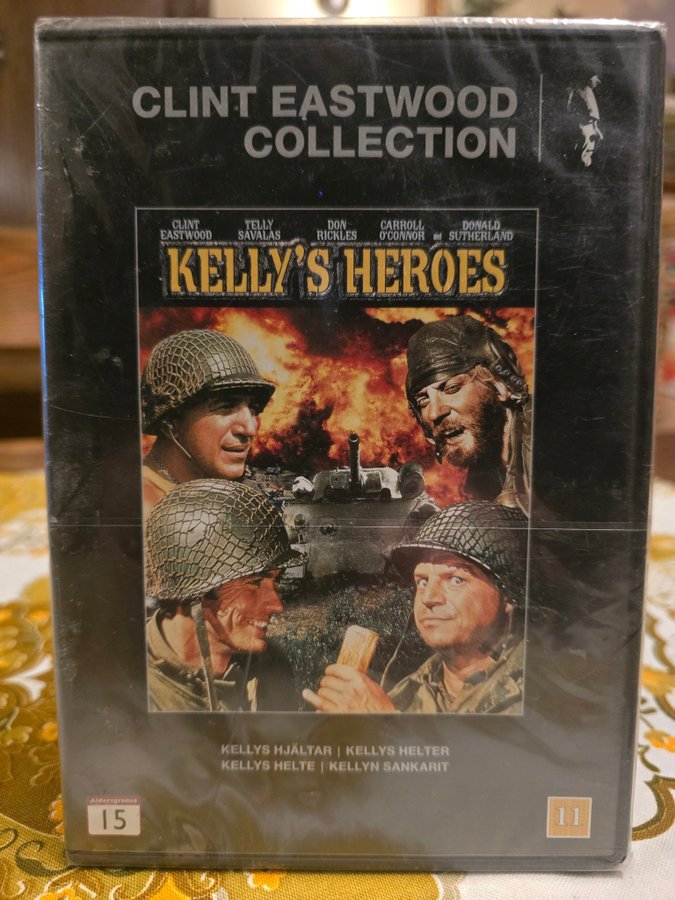 CLINT EASTWOOD
COLLECTION
CLINT EASTWOOD TELLY SAVALAS DON RICKLES CARROLL O'CONNOR and DONALD SUTHERLAND
KELLY'S HEROES
KELLYS HJÄLTAR | KELLYS HELTER
KELLYS HELTE | KELLYN SANKARIT
Aldersgrense
15
11